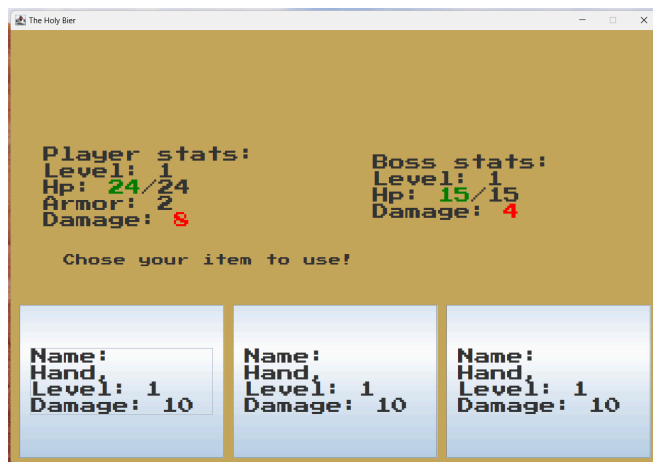 The Holy Bier
Player stats:
Level: 1
Hp: 24/24
Armor: 2
Damage: 8
Boss stats:
Level: 1
Hp: 15/15
Damage: 4
Chose your item to use!
Name:
Hand,
Level: 1
Damage: 10
Name:
Hand,
Level: 1
Damage: 10
Name:
Hand,
Level: 1
Damage: 10